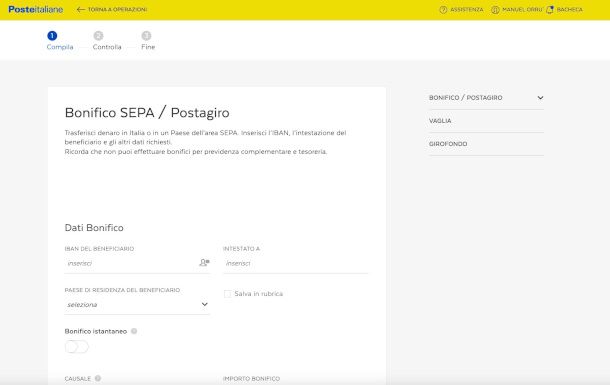 Posteitaliane
TORNA A OPERAZIONI
ASSISTENZA
MANUEL ORRU'
BACHECA
1
2
3
Compila
Controlla
Fine
Bonifico SEPA / Postagiro
Trasferisci denaro in Italia o in un Paese dell'area SEPA. Inserisci l'IBAN, l'intestazione del
beneficiario e gli altri dati richiesti.
Ricorda che non puoi effettuare bonifici per previdenza complementare e tesoreria.
BONIFICO / POSTAGIRO
VAGLIA
GIROFONDO
Dati Bonifico
IBAN DEL BENEFICIARIO
inserisci
INTESTATO A
inserisci
PAESE DI RESIDENZA DEL BENEFICIARIO
seleziona
Salva in rubrica
Bonifico istantaneo
CAUSALE
IMPORTO BONIFICO